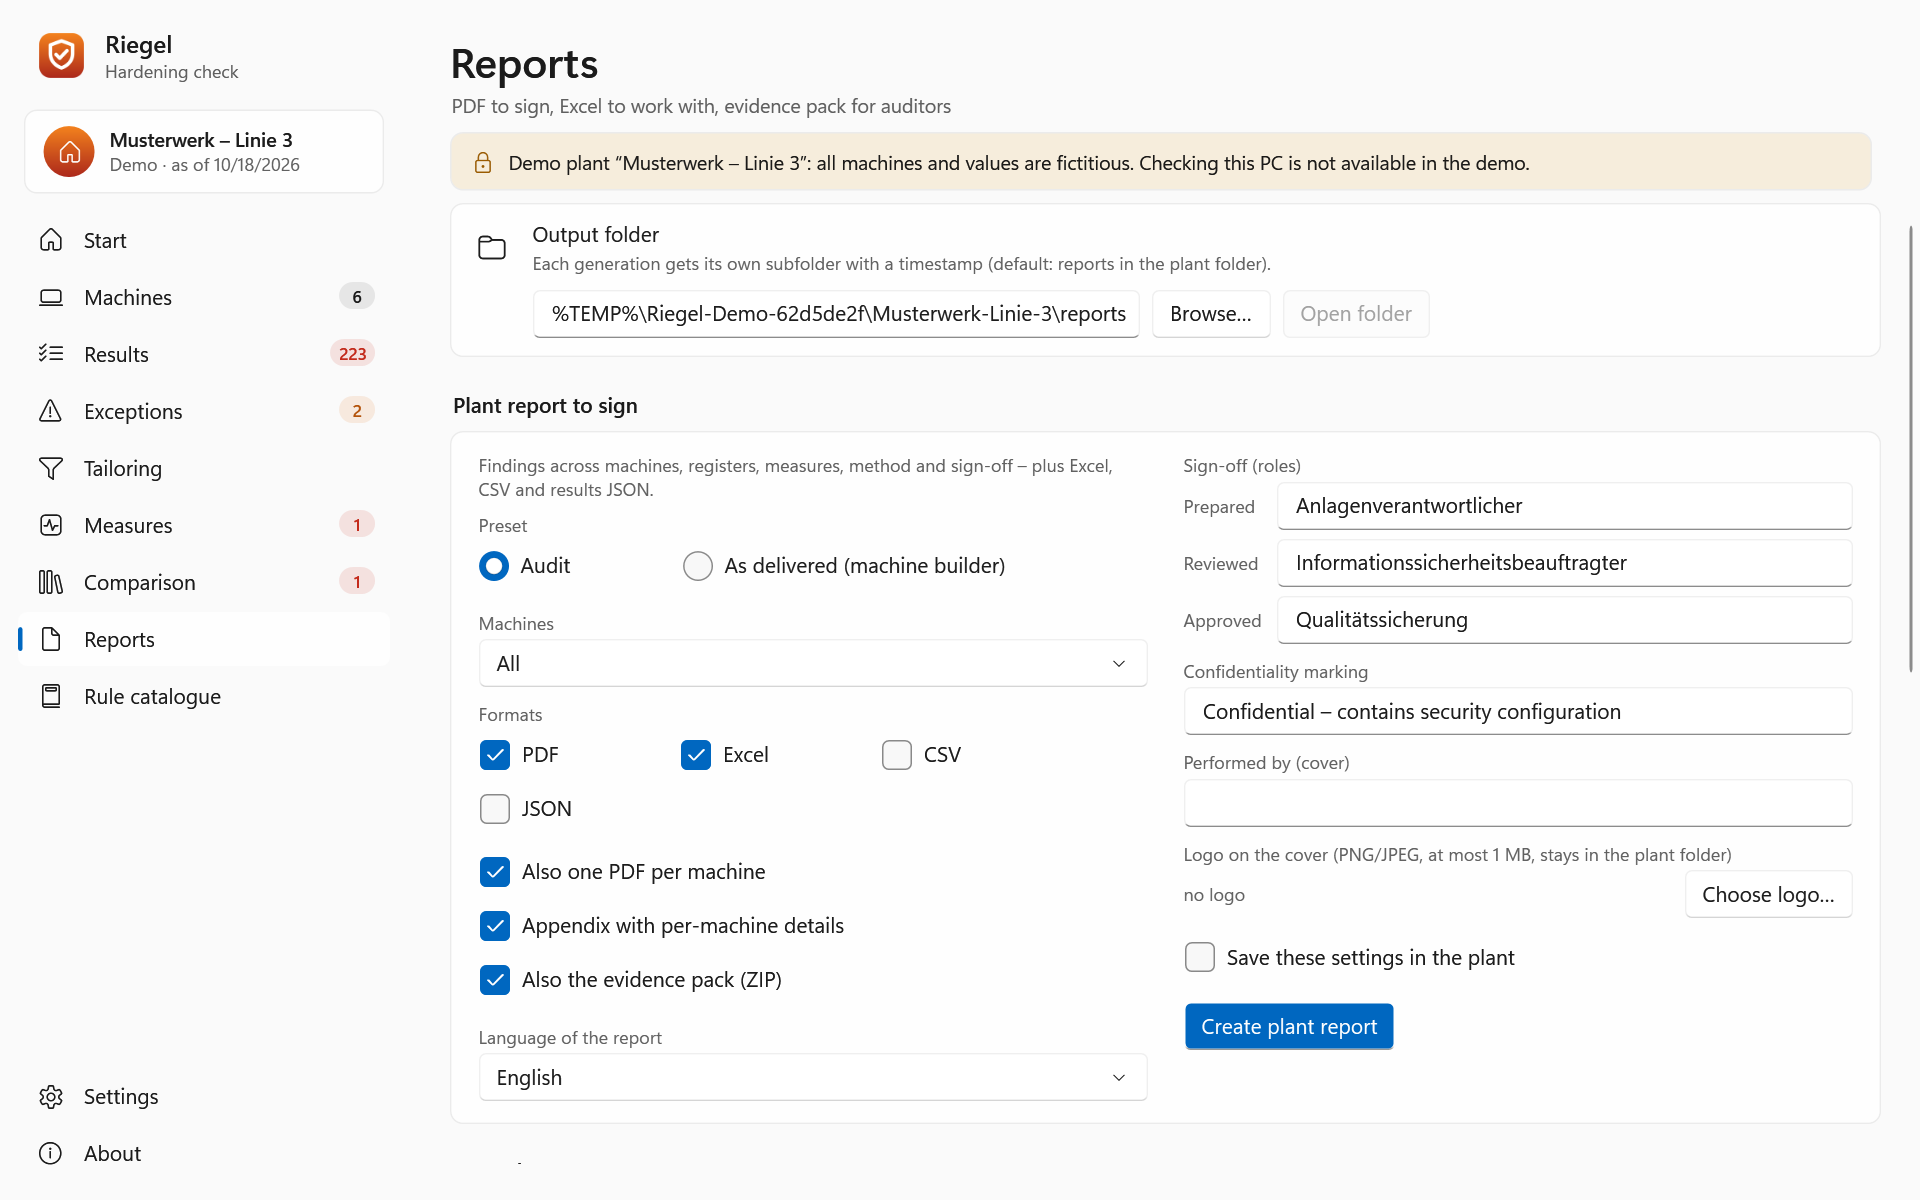 Riegel
Hardening check
Musterwerk – Linie 3
Demo · as of 10/18/2026
Start
Machines
6
Results
223
Exceptions
2
Tailoring
Measures
1
Comparison
1
Reports
Rule catalogue
Settings
About
Reports
PDF to sign, Excel to work with, evidence pack for auditors
Demo plant “Musterwerk – Linie 3”: all machines and values are fictitious. Checking this PC is not available in the demo.
Output folder
Each generation gets its own subfolder with a timestamp (default: reports in the plant folder).
%TEMP%\Riegel-Demo-62d5de2f\Musterwerk-Linie-3\reports
Browse...
Open folder
Plant report to sign
Findings across machines, registers, measures, method and sign-off – plus Excel,
CSV and results JSON.
Preset
Audit
As delivered (machine builder)
Machines
All
Formats
PDF
Excel
CSV
JSON
Also one PDF per machine
Appendix with per-machine details
Also the evidence pack (ZIP)
Language of the report
English
Sign-off (roles)
Prepared
Anlagenverantwortlicher
Reviewed
Informationssicherheitsbeauftragter
Approved
Qualitätssicherung
Confidentiality marking
Confidential – contains security configuration
Performed by (cover)
Logo on the cover (PNG/JPEG, at most 1 MB, stays in the plant folder)
no logo
Choose logo...
Save these settings in the plant
Create plant report